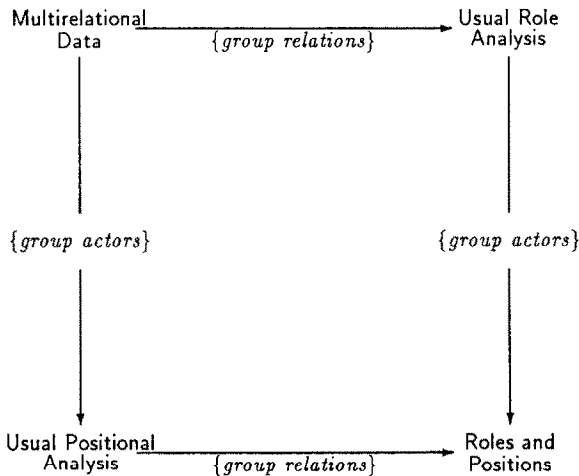 Multirelational
Data
{group relations}
Usual Role
Analysis
{group actors}
{group actors}
Usual Positional
Analysis
{group relations}
Roles and
Positions